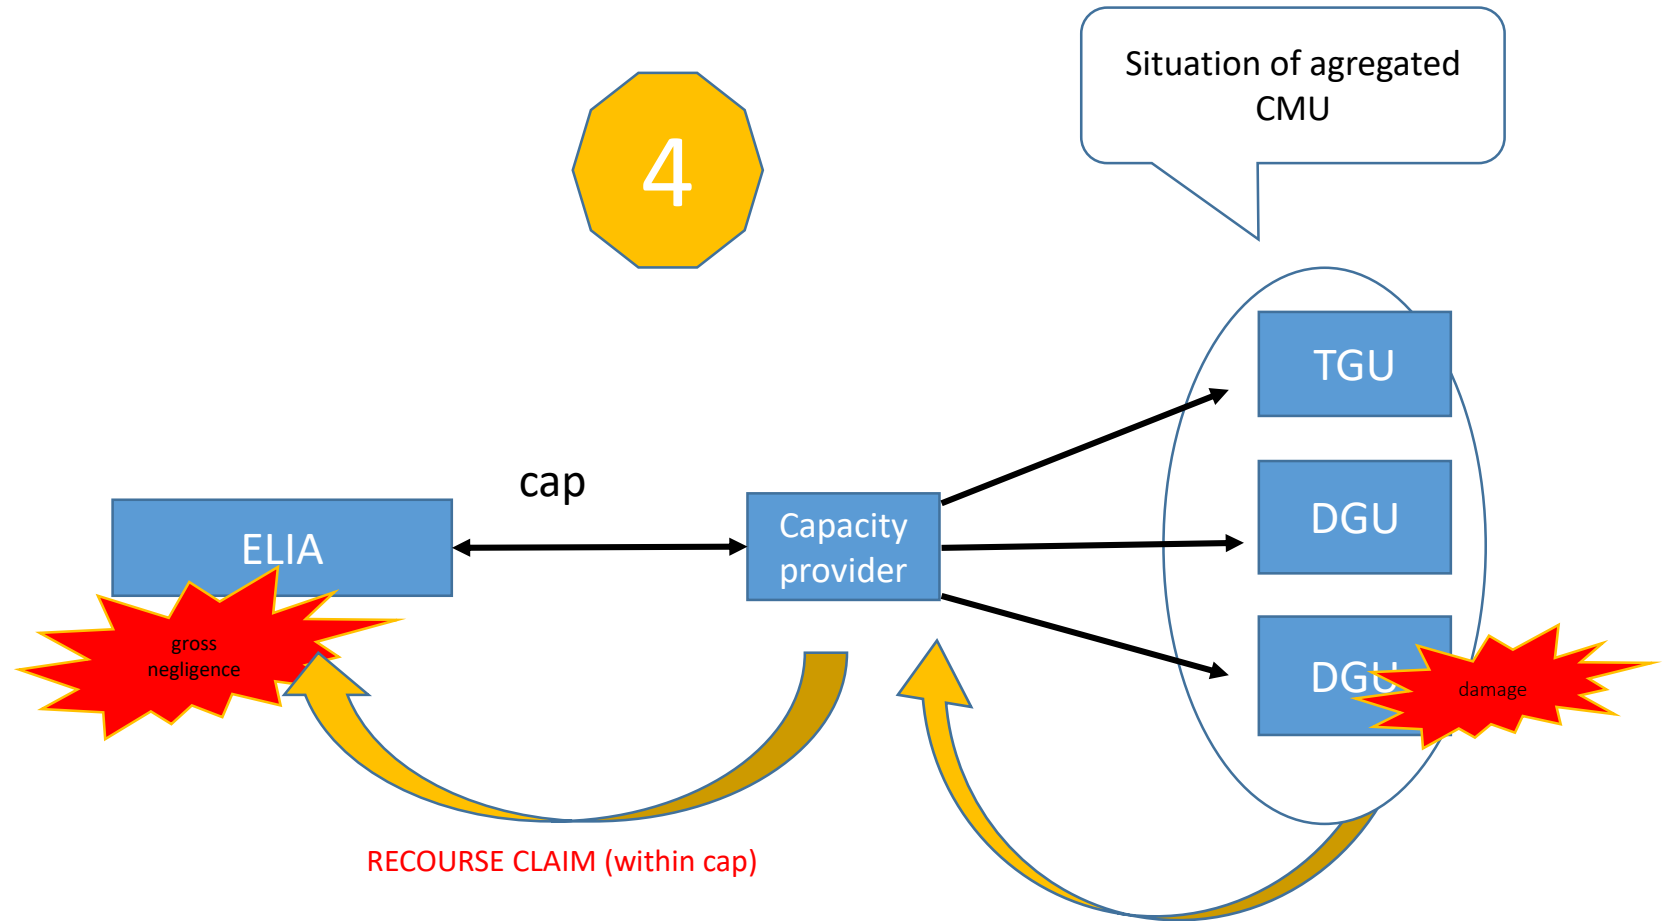 Situation of agregated
CMU
4
TGU
cap
DGU
ELIA
Capacity
provider
gross
negligence
DGU
damage
RECOURSE CLAIM (within cap)